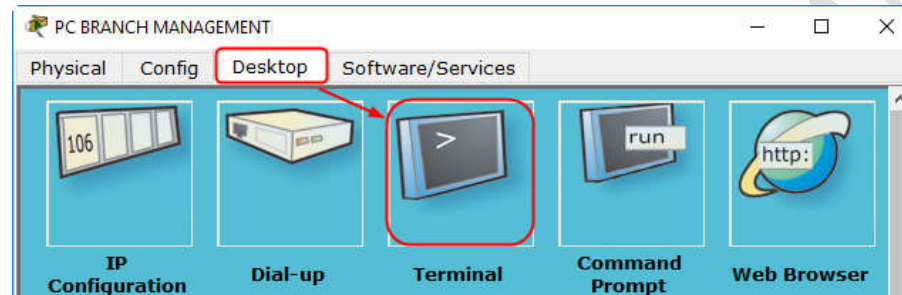 PC BRANCH MANAGEMENT
Physical Config Desktop Software/Services
106
>
run
http:
IP Configuration
Dial-up
Terminal
Command Prompt
Web Browser